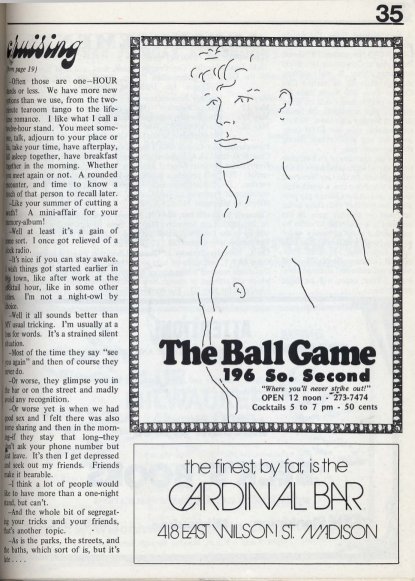 35
cruising
from page 19)
-Often those are one-HOUR
or less. We have more new
than we use, from the two-
tearoom tango to the life-
romance. I like what I call a
stand. You meet some-
talk, adjourn to your place or
take your time, have afterplay,
asleep together, have breakfast
together in the morning. Whether
you meet again or not. A rounded
encounter, and time to know a
much of that person to recall later.
-Like your summer of cutting a
A mini-affair for your
memory-album!
-Well at least it's a gain of
some sort. I once got relieved of a
clock radio.
-It's nice if you can stay awake.
I wish things got started earlier in
town, like after work at the
cocktail hour, like in some other
I'm not a night-owl by
choice.
-Well it all sounds better than
MY usual tricking. I'm usually at a
loss for words. It's a strained silent
situation.
-Most of the time they say "see
you again" and then of course they
never do.
-Or worse, they glimpse you in
the bar or on the street and madly
avoid any recognition.
-Or worse yet is when we had
good sex and I felt there was also
some sharing and then in the morn-
ing-if they stay that long-they
don't ask your phone number but
just leave. It's then I get depressed
and seek out my friends. Friends
make it bearable.
-I think a lot of people would
like to have more than a one-night
stand, but can't.
-And the whole bit of segregat-
ing your tricks and your friends,
that's another topic.
-As is the parks, the streets, and
the baths, which sort of is, but it's
late . . . .
The Ball Game
196 So. Second
"Where you'll never strike out!"
OPEN 12 noon - 273-7474
Cocktails 5 to 7 pm - 50 cents
the finest, by far, is the
CARDINAL BAR
418 EAST WILSON ST. MADISON